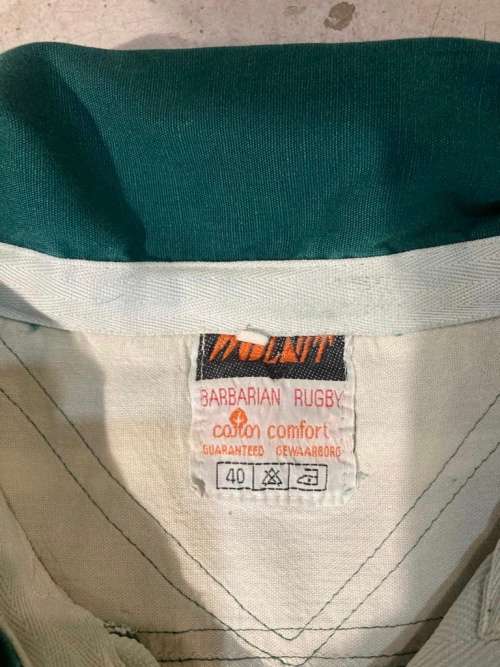 BARBARIAN RUGBY
cotton comfort
GUARANTEED GEWAARBORG
40